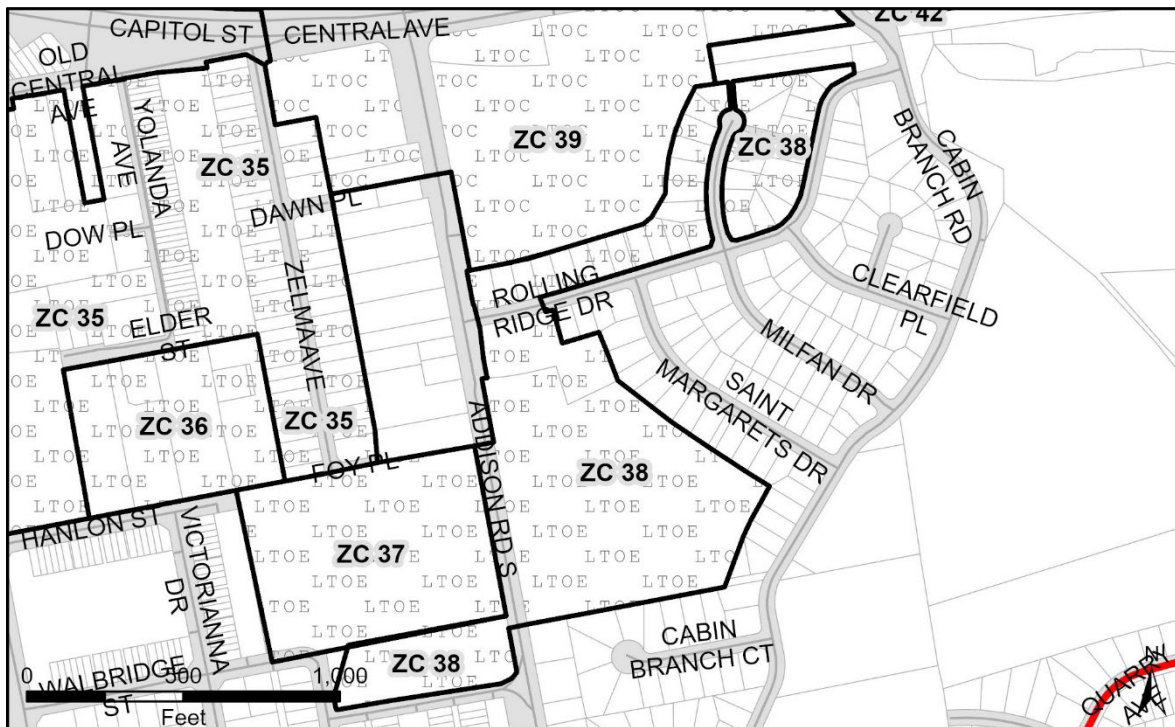 CAPITOL ST
CENTRAL AVE
ZC 42
OLD
CENTRAL
AVE
YOLANDA
AVE
ZC 35
ZC 39
ZC 38
CABIN
BRANCH RD
DAWN PL
DOW PL
ZELMA AVE
ROLLING
RIDGE DR
CLEARFIELD
PL
ZC 35
ELDER
ST
MILFAN DR
SAINT
MARGARETS DR
ZC 36
ZC 35
FOY PL
ADDISON RD S
ZC 38
HANLON ST
VICTORIANNA
DR
ZC 37
WALBRIDGE
ST
ZC 38
CABIN
BRANCH CT
QUARRY
AVE
0 500 1,000
Feet
LTOC
LTOE